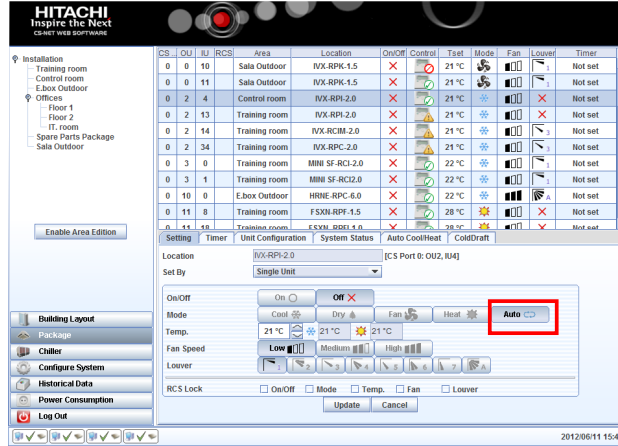 HITACHI
Inspire the Next
CS-NET WEB SOFTWARE
Installation
Training room
Control room
E.box Outdoor
Offices
Floor 1
Floor 2
IT. room
Spare Parts Package
Sala Outdoor
Enable Area Edition
Building Layout
Package
Chiller
Configure System
Historical Data
Power Consumption
Log Out
CS... OU IU RCS Area Location On/Off Control Tset Mode Fan Louver Timer
0 0 10 Sala Outdoor IVX-RPK-1.5 21 °C 1 Not set
0 0 11 Sala Outdoor IVX-RPK-1.5 21 °C 1 Not set
0 2 4 Control room IVX-RPI-2.0 21 °C Not set
0 2 13 Training room IVX-RPI-2.0 21 °C Not set
0 2 14 Training room IVX-RCIM-2.0 21 °C 3 Not set
0 2 34 Training room IVX-RPC-2.0 21 °C 3 Not set
0 3 0 MINI SF-RCI-2.0 22 °C 1 Not set
0 3 1 Training room MINI SF-RCI2.0 22 °C 1 Not set
0 10 0 E.box Outdoor HRNE-RPC-6.0 22 °C A Not set
0 11 8 Training room FSXN-RPF-1.5 28 °C Not set
0 11 18 Training room FSXN-RPFI-1.0 28 °C Not set
Setting Timer Unit Configuration System Status Auto Cool/Heat ColdDraft
Location IVX-RPI-2.0 [CS Port 0: OU2, IU4]
Set By Single Unit
On/Off On Off
Mode Cool Dry Fan Heat Auto
Temp. 21 °C 21 °C 21 °C
Fan Speed Low Medium High
Louver 1 2 3 4 5 6 7 A
RCS Lock On/Off Mode Temp. Fan Louver
Update Cancel
2012/06/11 15:4